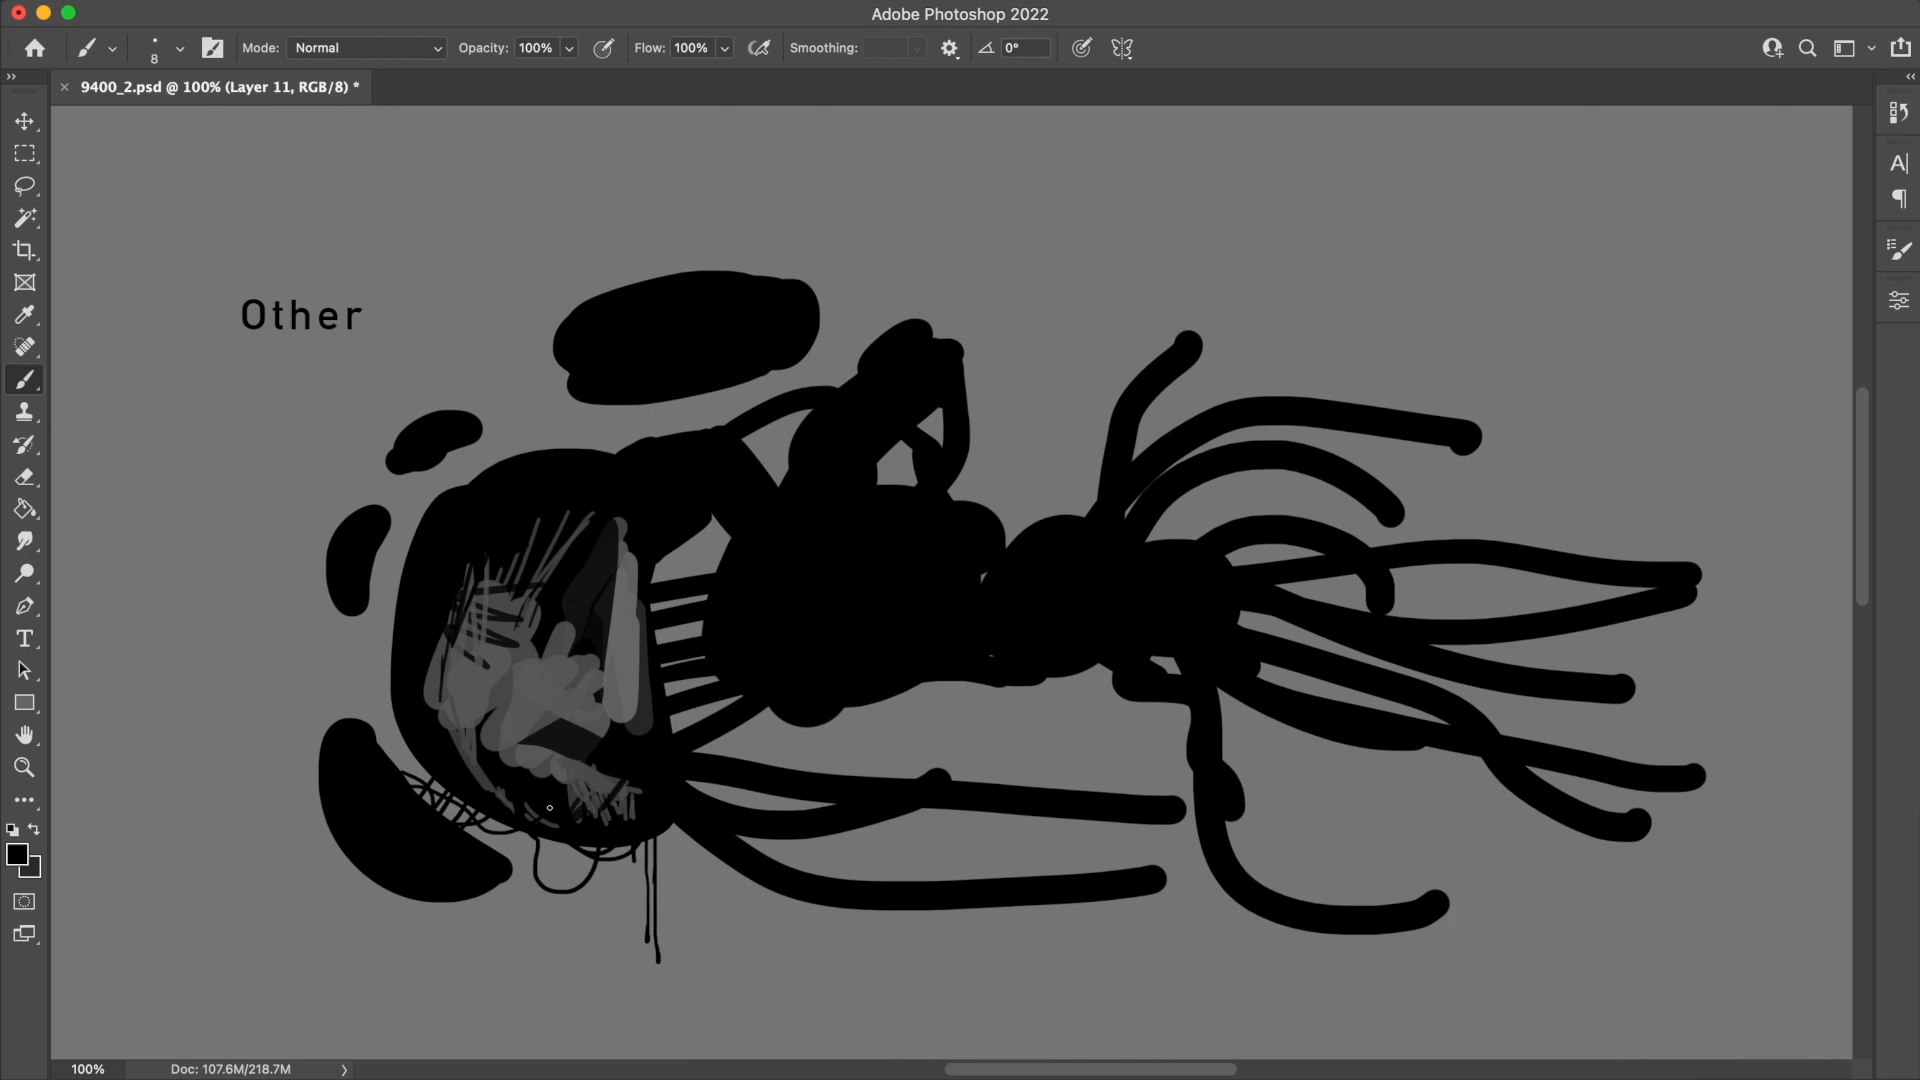 Adobe Photoshop 2022
8
Mode: Normal
Opacity: 100%
Flow: 100%
Smoothing:
0°
9400_2.psd @ 100% (Layer 11, RGB/8) *
Other
100%
Doc: 107.6M/218.7M